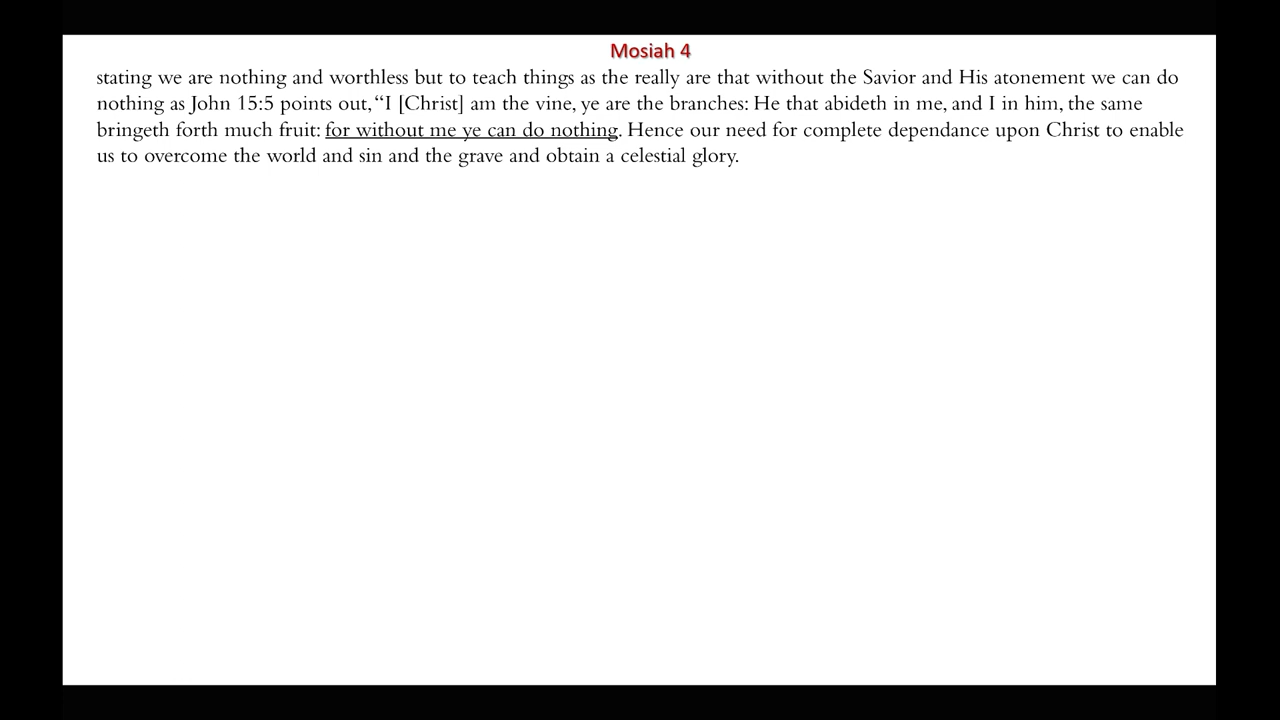 Mosiah 4
stating we are nothing and worthless but to teach things as the really are that without the Savior and His atonement we can do
nothing as John 15:5 points out, “I [Christ] am the vine, ye are the branches: He that abideth in me, and I in him, the same
bringeth forth much fruit: for without me ye can do nothing. Hence our need for complete dependance upon Christ to enable
us to overcome the world and sin and the grave and obtain a celestial glory.